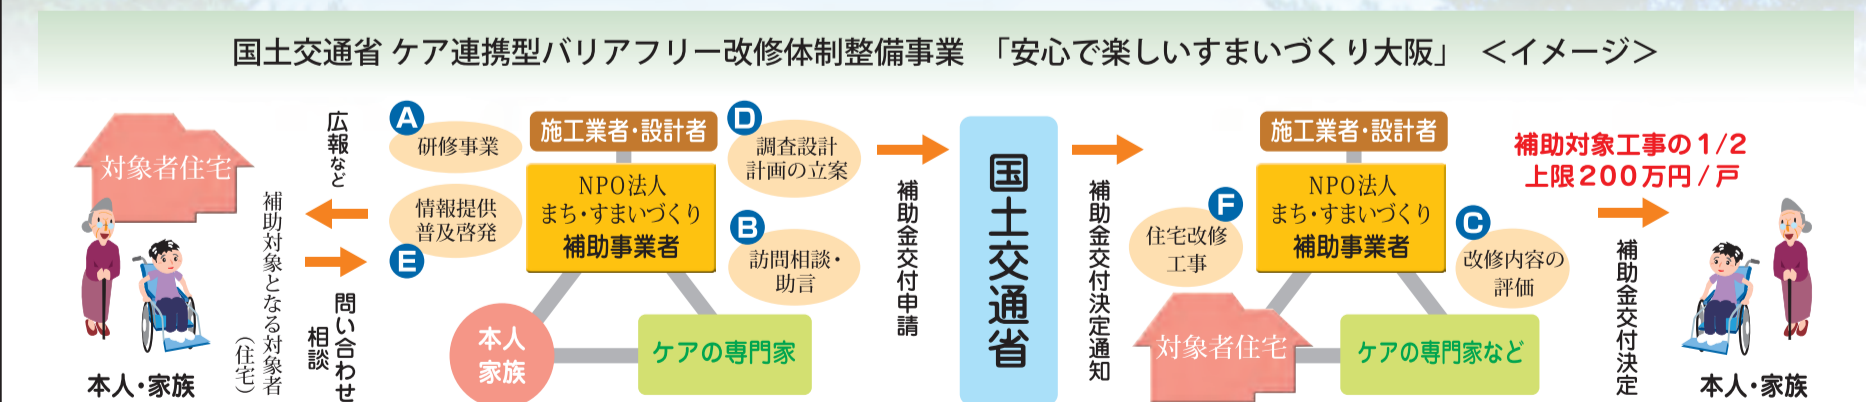 国土交通省 ケア連携型バリアフリー改修体制整備事業 「安心で楽しいすまいづくり大阪」 ＜イメージ＞
対象者住宅
本人・家族
補助対象となる対象者
（住宅）
広報など
問い合わせ
相談
A
研修事業
情報提供
普及啓発
E
施工業者・設計者
NPO法人
まち・すまいづくり
補助事業者
D
調査設計
計画の立案
B
訪問相談・
助言
本人
家族
ケアの専門家
補助金交付申請
国土交通省
補助金交付決定通知
F
住宅改修
工事
施工業者・設計者
NPO法人
まち・すまいづくり
補助事業者
C
改修内容の
評価
対象者住宅
ケアの専門家など
補助対象工事の1/2
上限200万円/戸
補助金交付決定
本人・家族